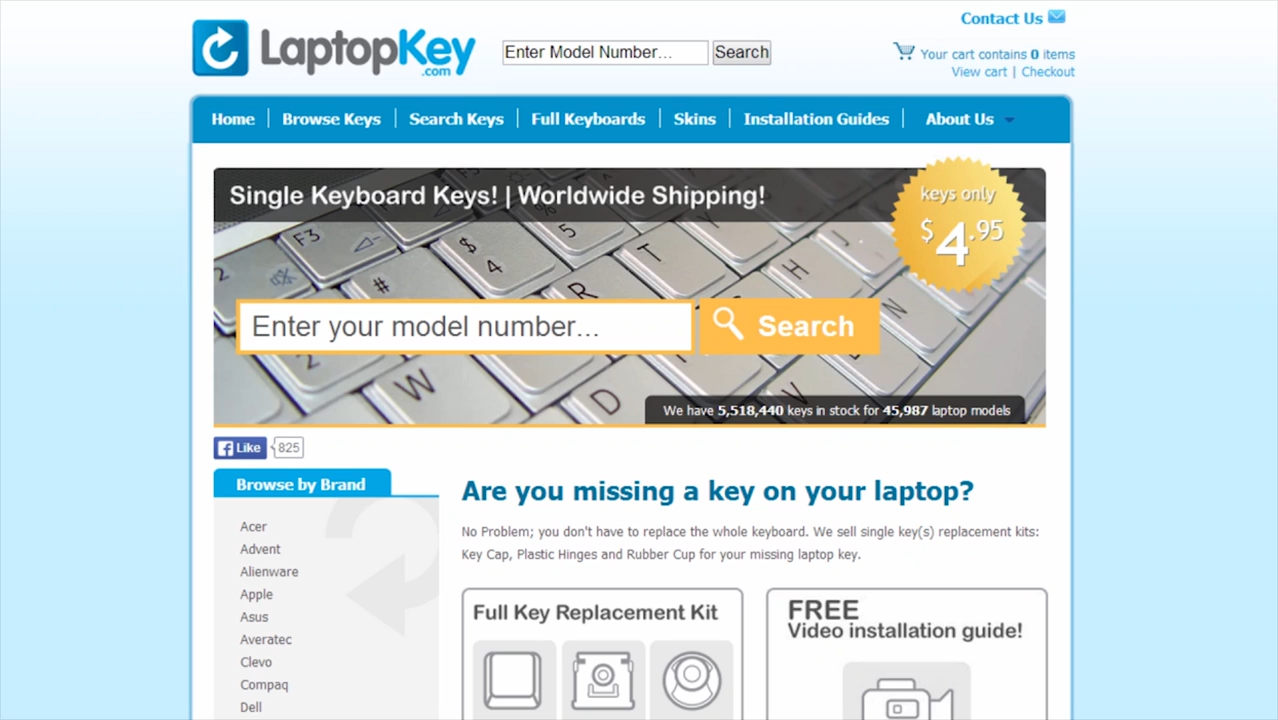 Contact Us
LaptopKey
.com
Enter Model Number...
Search
Your cart contains 0 items
View cart | Checkout
Home
Browse Keys
Search Keys
Full Keyboards
Skins
Installation Guides
About Us
Single Keyboard Keys! | Worldwide Shipping!
keys only
$4.95
F3
5
T
J
2
$
4
H
#
R
N
Enter your model number...
Search
2
W
D
V
We have 5,518,440 keys in stock for 45,987 laptop models
Like
825
Browse by Brand
Acer
Advent
Alienware
Apple
Asus
Averatec
Clevo
Compaq
Dell
Are you missing a key on your laptop?
No Problem; you don't have to replace the whole keyboard. We sell single key(s) replacement kits:
Key Cap, Plastic Hinges and Rubber Cup for your missing laptop key.
Full Key Replacement Kit
FREE
Video installation guide!